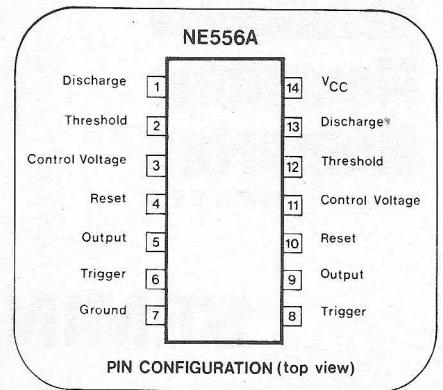 NE556A
Discharge 1 14 VCC
Threshold 2 13 Discharge
Control Voltage 3 12 Threshold
Reset 4 11 Control Voltage
Output 5 10 Reset
Trigger 6 9 Output
Ground 7 8 Trigger
PIN CONFIGURATION (top view)